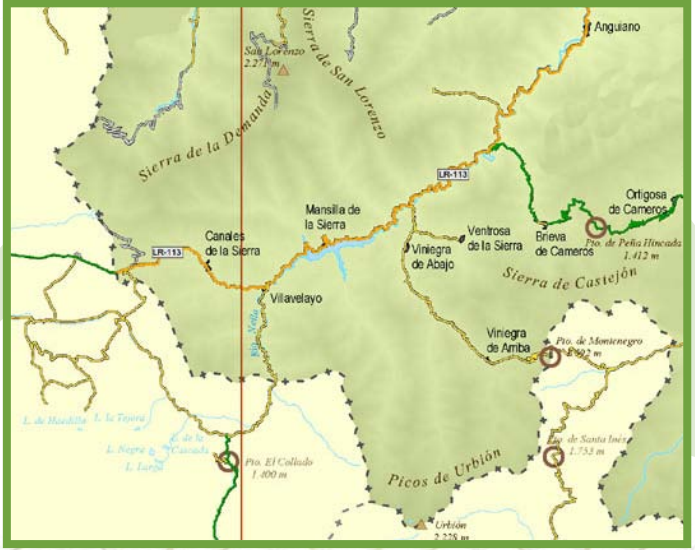 Anguiano
San Lorenzo
2.271 m
Sierra de San Lorenzo
Sierra de la Demanda
LR-113
Ortigosa
de Cameros
Mansilla de
la Sierra
Canales
de la Sierra
Ventrosa
de la Sierra
Brieva
de Cameros
Pto. de Peña Hincada
1.412 m
LR-113
Viniegra
de Abajo
Sierra de Castejón
Villavelayo
Río Neila
Viniegra
de Arriba
Pto. de Montenegro
L. la Tejera
L. de la
Cascada
L. Negra
L. Larga
Pto. El Collado
1.400 m
Pto. de Santa Inés
1.753 m
Picos de Urbión
Urbión
2.228 m